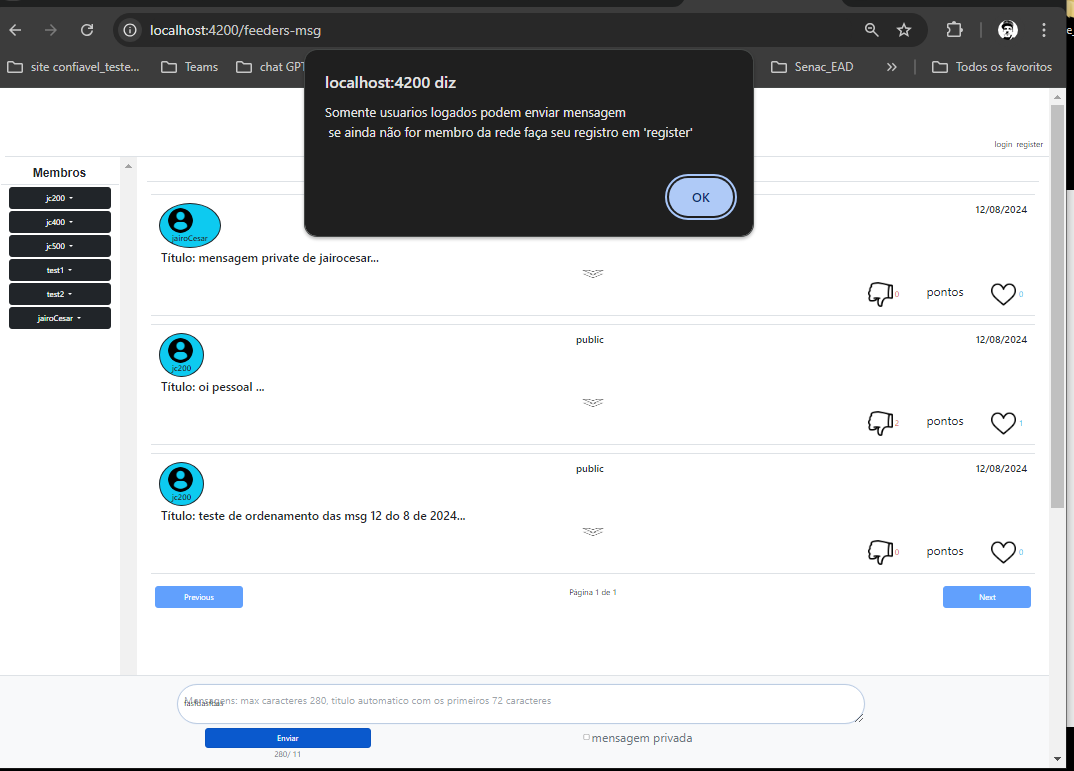 localhost:4200/feeders-msg
site confiavel_teste...
Teams
chat GPT
Senac_EAD
»
Todos os favoritos
localhost:4200 diz
Somente usuarios logados podem enviar mensagem
se ainda não for membro da rede faça seu registro em 'register'
OK
login register
Membros
jc200
jc400
jc500
test1
test2
jairoCesar
jairoCesar
12/08/2024
Título: mensagem private de jairocesar...
0 pontos 0
jc200
public
12/08/2024
Título: oi pessoal ...
2 pontos 1
jc200
public
12/08/2024
Título: teste de ordenamento das msg 12 do 8 de 2024...
0 pontos 0
Previous
Página 1 de 1
Next
Mensagens: max caracteres 280, titulo automatico com os primeiros 72 caracteres
Enviar
mensagem privada
280/ 11